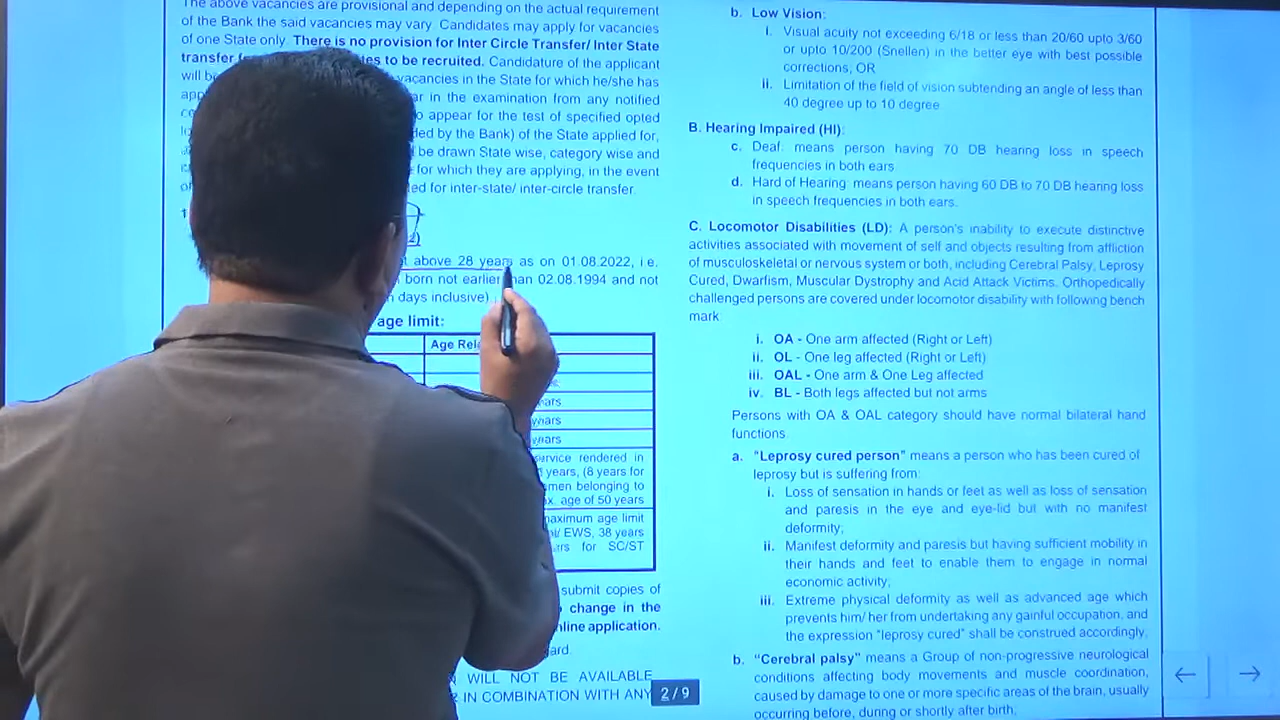 The above vacancies are provisional and depending on the actual requirement
of the Bank the said vacancies may vary. Candidates may apply for vacancies
of one State only. There is no provision for Inter Circle Transfer/ Inter State
transfer tes to be recruited. Candidature of the applicant
will be vacancies in the State for which he/she has
ar in the examination from any notified
o appear for the test of specified opted
ded by the Bank) of the State applied for,
be drawn State wise, category wise and
for which they are applying, in the event
ted for inter-state/ inter-circle transfer.
above 28 years as on 01.08.2022, i.e.
born not earlier than 02.08.1994 and not
days inclusive)
age limit:
Age Rel
years
years
service rendered in
years, (8 years for
men belonging to
x. age of 50 years
maximum age limit
EWS, 38 years
for SC/ST
submit copies of
change in the
nline application.
ard.
WILL NOT BE AVAILABLE
IN COMBINATION WITH ANY
2 / 9
b. Low Vision:
i. Visual acuity not exceeding 6/18 or less than 20/60 upto 3/60
or upto 10/200 (Snellen) in the better eye with best possible
corrections, OR
ii. Limitation of the field of vision subtending an angle of less than
40 degree up to 10 degree
B. Hearing Impaired (HI):
c. Deaf: means person having 70 DB hearing loss in speech
frequencies in both ears
d. Hard of Hearing: means person having 60 DB to 70 DB hearing loss
in speech frequencies in both ears.
C. Locomotor Disabilities (LD): A person's inability to execute distinctive
activities associated with movement of self and objects resulting from affliction
of musculoskeletal or nervous system or both, including Cerebral Palsy, Leprosy
Cured, Dwarfism, Muscular Dystrophy and Acid Attack Victims. Orthopedically
challenged persons are covered under locomotor disability with following bench
mark:
i. OA - One arm affected (Right or Left)
ii. OL - One leg affected (Right or Left)
iii. OAL - One arm & One Leg affected
iv. BL - Both legs affected but not arms
Persons with OA & OAL category should have normal bilateral hand
functions.
a. "Leprosy cured person" means a person who has been cured of
leprosy but is suffering from:
i. Loss of sensation in hands or feet as well as loss of sensation
and paresis in the eye and eye-lid but with no manifest
deformity;
ii. Manifest deformity and paresis but having sufficient mobility in
their hands and feet to enable them to engage in normal
economic activity;
iii. Extreme physical deformity as well as advanced age which
prevents him/ her from undertaking any gainful occupation, and
the expression "leprosy cured" shall be construed accordingly.
b. "Cerebral palsy" means a Group of non-progressive neurological
conditions affecting body movements and muscle coordination,
caused by damage to one or more specific areas of the brain, usually
occurring before, during or shortly after birth.